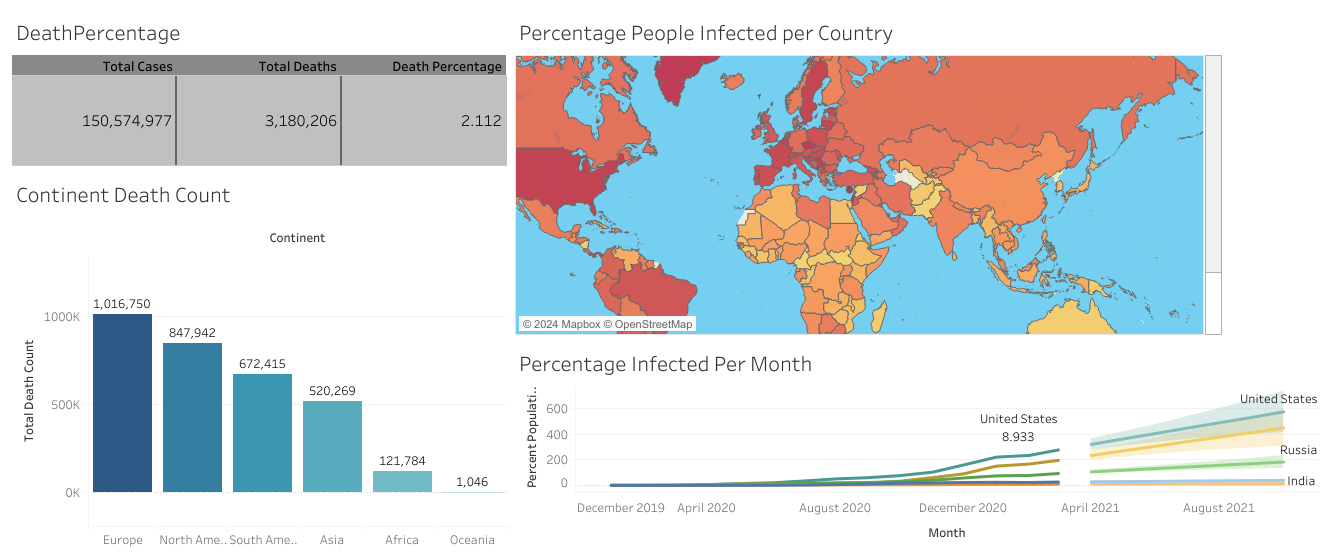 DeathPercentage
Total Cases Total Deaths Death Percentage
150,574,977 3,180,206 2.112
Continent Death Count
Continent
Total Death Count
1000K
500K
0K
1,016,750
847,942
672,415
520,269
121,784
1,046
Europe North Ame.. South Ame.. Asia Africa Oceania
Percentage People Infected per Country
© 2024 Mapbox © OpenStreetMap
Percentage Infected Per Month
Percent Populati..
600
400
200
0
United States
8.933
United States
Russia
India
December 2019 April 2020 August 2020 December 2020 April 2021 August 2021
Month